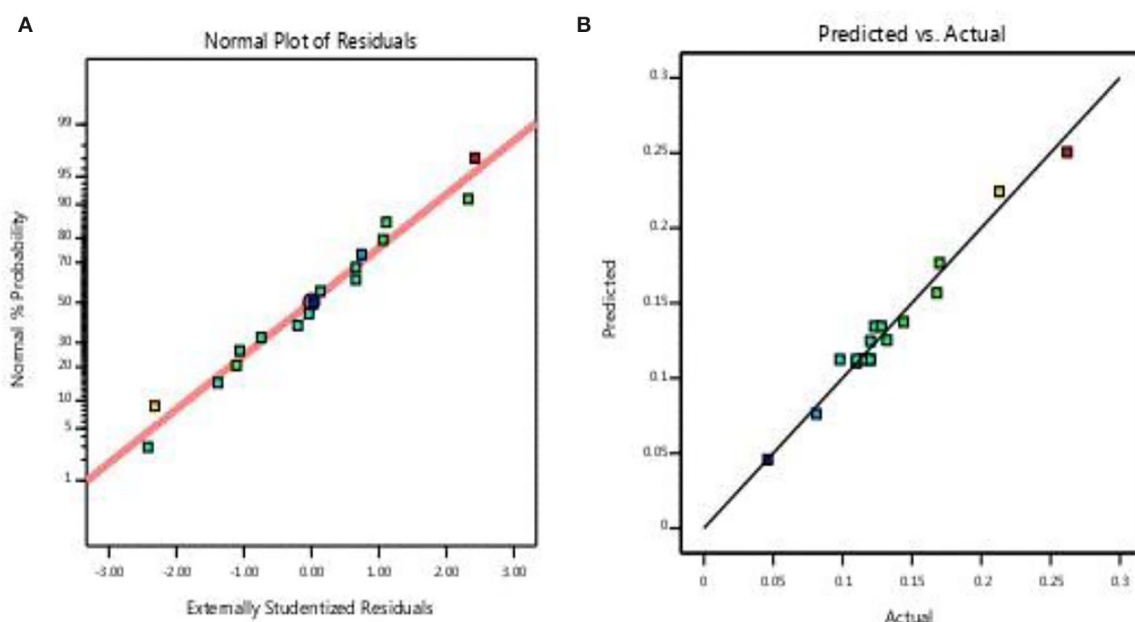 A
Normal Plot of Residuals
Normal % Probability
99
95
90
80
70
50
30
20
10
5
1
-3.00 -2.00 -1.00 0.00 1.00 2.00 3.00
Externally Studentized Residuals
B
Predicted vs. Actual
Predicted
0.3
0.25
0.2
0.15
0.1
0.05
0
0 0.05 0.1 0.15 0.2 0.25 0.3
Actual